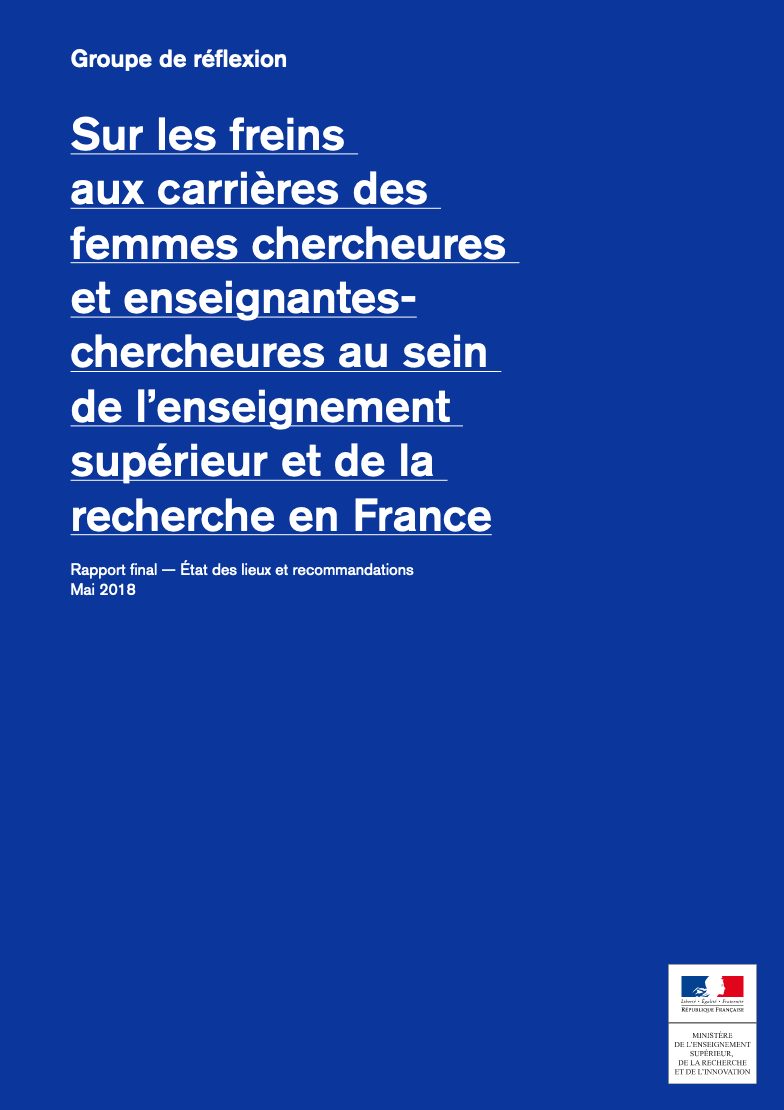 Groupe de réflexion
Sur les freins
aux carrières des
femmes chercheures
et enseignantes-
chercheures au sein
de l’enseignement
supérieur et de la
recherche en France
Rapport final — État des lieux et recommandations
Mai 2018
Liberté • Égalité • Fraternité
RÉPUBLIQUE FRANÇAISE
MINISTÈRE
DE L’ENSEIGNEMENT
SUPÉRIEUR,
DE LA RECHERCHE
ET DE L’INNOVATION